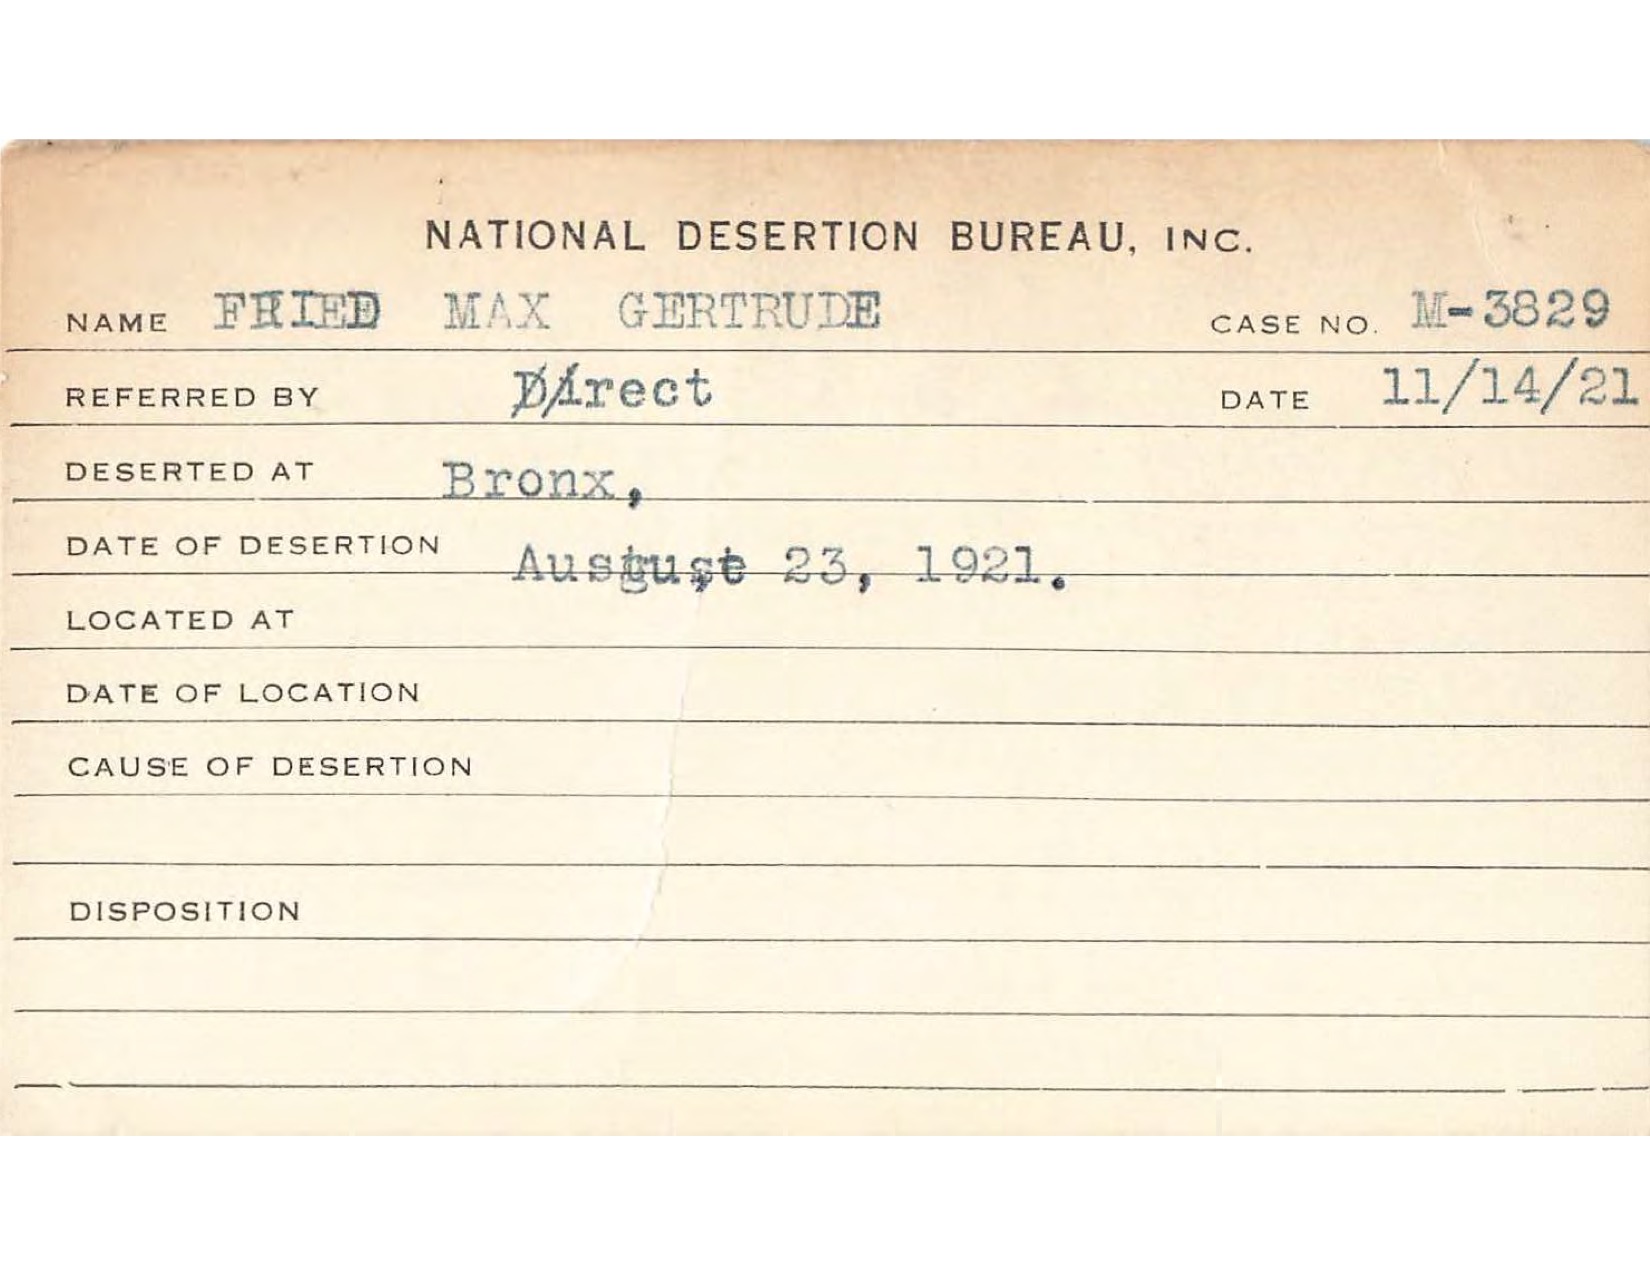 NATIONAL DESERTION BUREAU, INC.
NAME FRIED MAX GERTRUDE CASE NO. M-3829
REFERRED BY Direct DATE 11/14/21
DESERTED AT Bronx,
DATE OF DESERTION August 23, 1921.
LOCATED AT
DATE OF LOCATION
CAUSE OF DESERTION
DISPOSITION